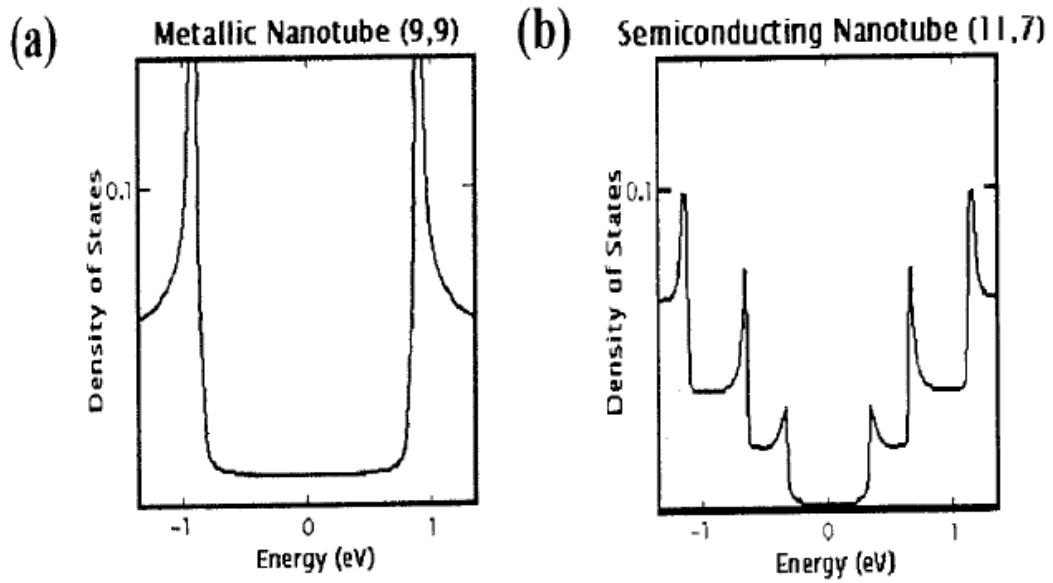 (a)
Metallic Nanotube (9,9)
Density of States
0.1
-1
0
1
Energy (eV)
(b)
Semiconducting Nanotube (11,7)
Density of States
0.1
-1
0
1
Energy (eV)